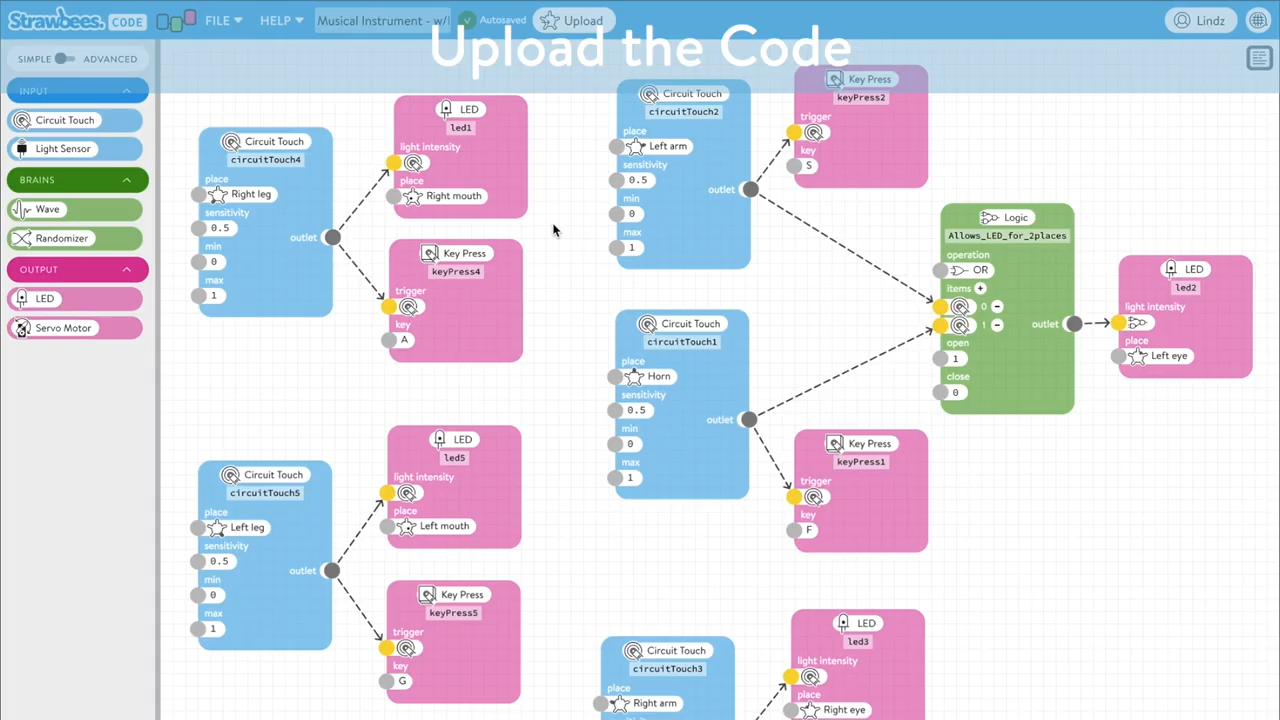 Strawbees. CODE
FILE
HELP
Musical Instrument - w/
Autosaved
Upload
Lindz
Upload the Code
SIMPLE
ADVANCED
INPUT
Circuit Touch
Light Sensor
BRAINS
Wave
Randomizer
OUTPUT
LED
Servo Motor
Circuit Touch
circuitTouch4
place
Right leg
sensitivity
0.5
min
0
max
1
outlet
LED
led1
light intensity
place
Right mouth
Key Press
keyPress4
trigger
key
A
Circuit Touch
circuitTouch5
place
Left leg
sensitivity
0.5
min
0
max
1
outlet
LED
led5
light intensity
place
Left mouth
Key Press
keyPress5
trigger
key
G
Circuit Touch
circuitTouch2
place
Left arm
sensitivity
0.5
min
0
max
1
outlet
Key Press
keyPress2
trigger
key
S
Circuit Touch
circuitTouch1
place
Horn
sensitivity
0.5
min
0
max
1
outlet
Key Press
keyPress1
trigger
key
F
Logic
Allows_LED_for_2places
operation
OR
items +
0 -
1 -
outlet
open
1
close
0
LED
led2
light intensity
place
Left eye
Circuit Touch
circuitTouch3
place
Right arm
LED
led3
light intensity
place
Right eye